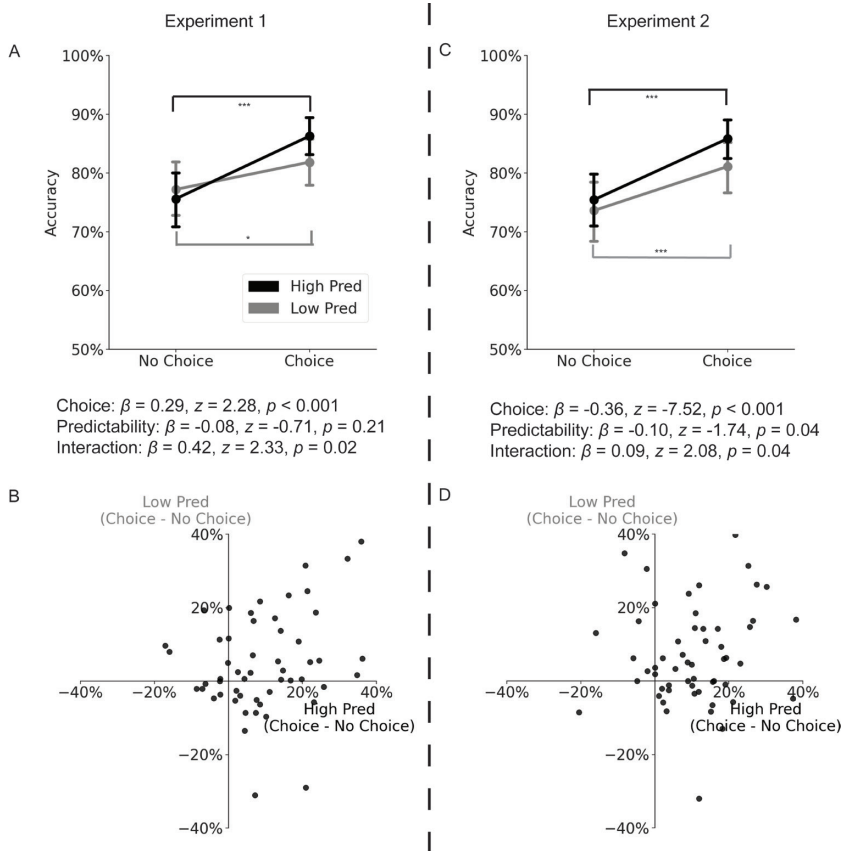 Experiment 1
A
100%
90%
80%
70%
60%
50%
Accuracy
***
*
High Pred
Low Pred
No Choice
Choice
Choice: β = 0.29, z = 2.28, p < 0.001
Predictability: β = -0.08, z = -0.71, p = 0.21
Interaction: β = 0.42, z = 2.33, p = 0.02
B
Low Pred
(Choice - No Choice)
40%
20%
−40%
−20%
20%
40%
High Pred
(Choice - No Choice)
−20%
−40%
Experiment 2
C
100%
90%
80%
70%
60%
50%
Accuracy
***
***
No Choice
Choice
Choice: β = -0.36, z = -7.52, p < 0.001
Predictability: β = -0.10, z = -1.74, p = 0.04
Interaction: β = 0.09, z = 2.08, p = 0.04
D
Low Pred
(Choice - No Choice)
40%
20%
−40%
−20%
20%
40%
High Pred
(Choice - No Choice)
−20%
−40%